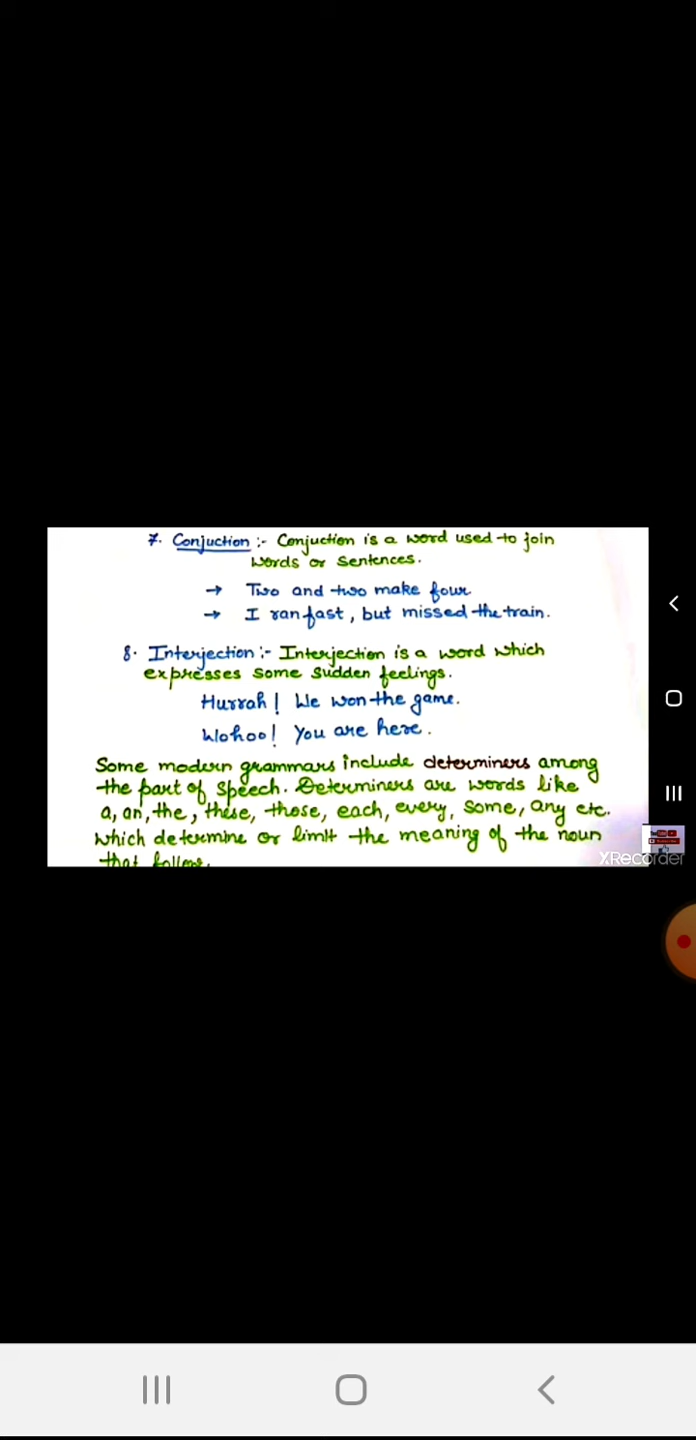 7. Conjuction :- Conjuction is a word used to join
words or sentences.
→ Two and two make four
→ I ran fast, but missed the train.
8. Interjection :- Interjection is a word which
expresses some sudden feelings.
Hurrah! We won the game.
Wohoo! You are here.
Some modern grammars include determiners among
the part of speech. Determiners are words like
a, an, the, these, those, each, every, some, any etc.
which determine or limit the meaning of the noun
that follow.
XRecorder